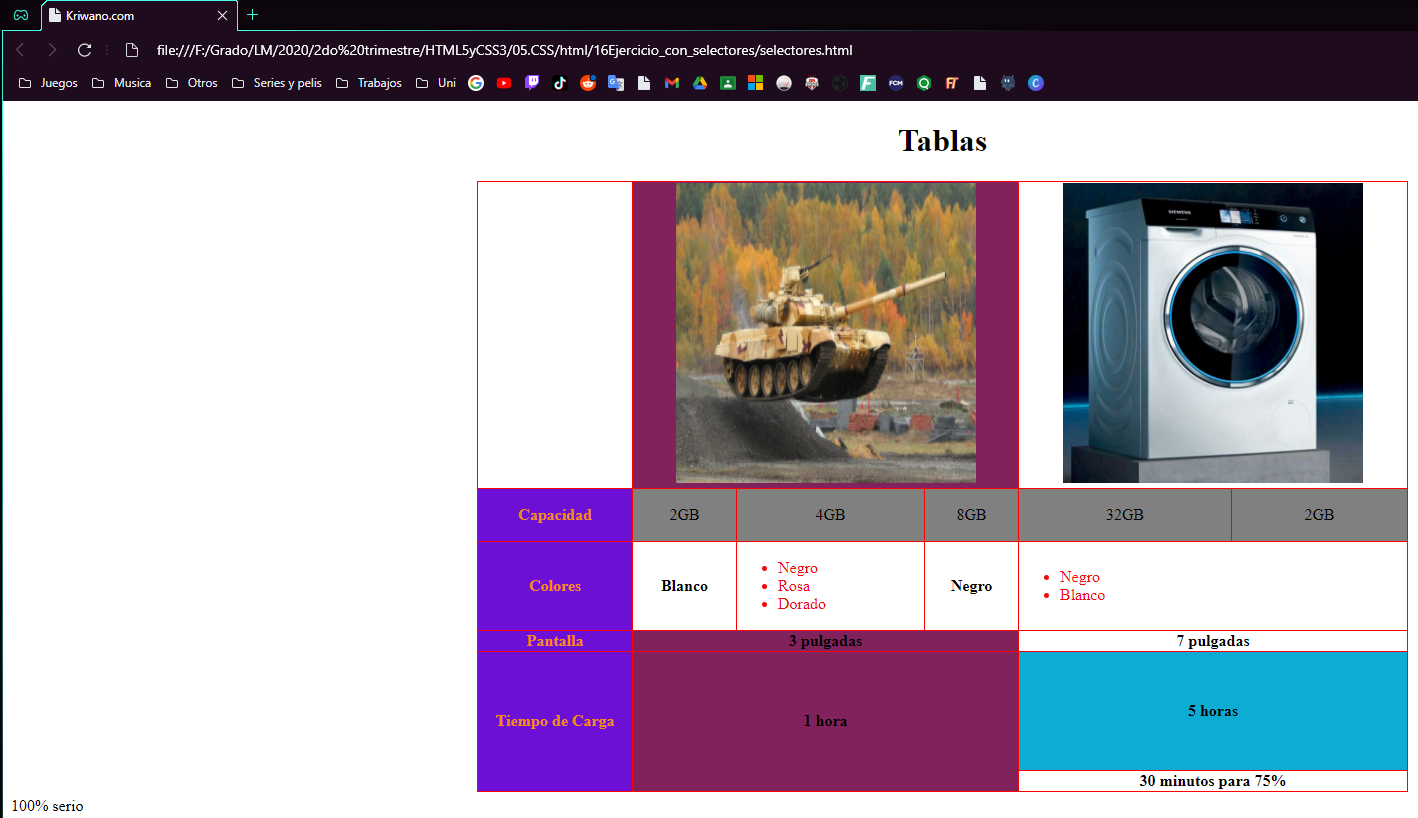 Kriwano.com
file:///F:/Grado/LM/2020/2do%20trimestre/HTML5yCSS3/05.CSS/html/16Ejercicio_con_selectores/selectores.html
Juegos Musica Otros Series y pelis Trabajos Uni FCM
Tablas
SIEMENS
Capacidad 2GB 4GB 8GB 32GB 2GB
Colores Blanco
Negro
Rosa
Dorado
Negro
Negro
Blanco
Pantalla 3 pulgadas 7 pulgadas
Tiempo de Carga 1 hora 5 horas
30 minutos para 75%
100% serio